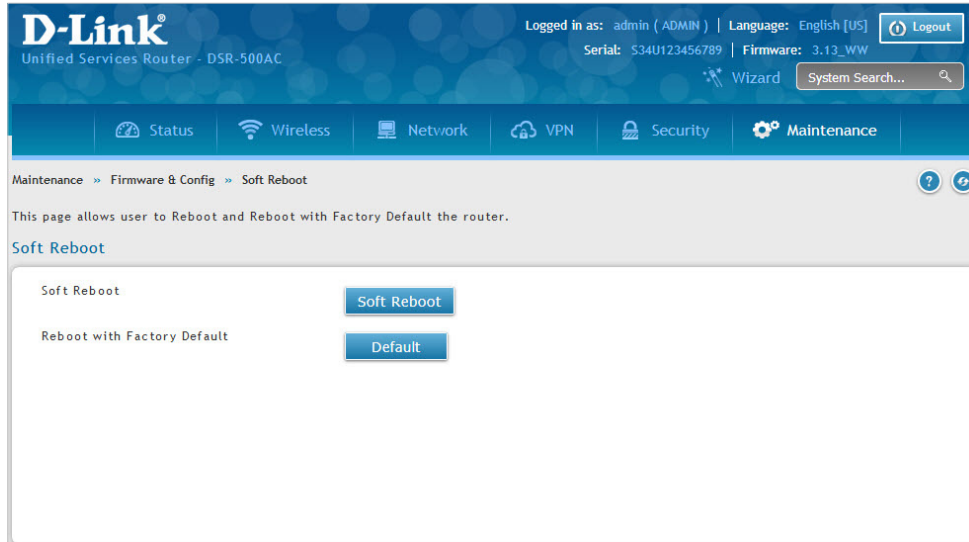 D-Link®
Unified Services Router - DSR-500AC
Logged in as: admin ( ADMIN ) | Language: English [US]
Logout
Serial: S34U123456789 | Firmware: 3.13_WW
Wizard
System Search...
Status
Wireless
Network
VPN
Security
Maintenance
Maintenance » Firmware & Config » Soft Reboot
?
This page allows user to Reboot and Reboot with Factory Default the router.
Soft Reboot
Soft Reboot
Soft Reboot
Reboot with Factory Default
Default